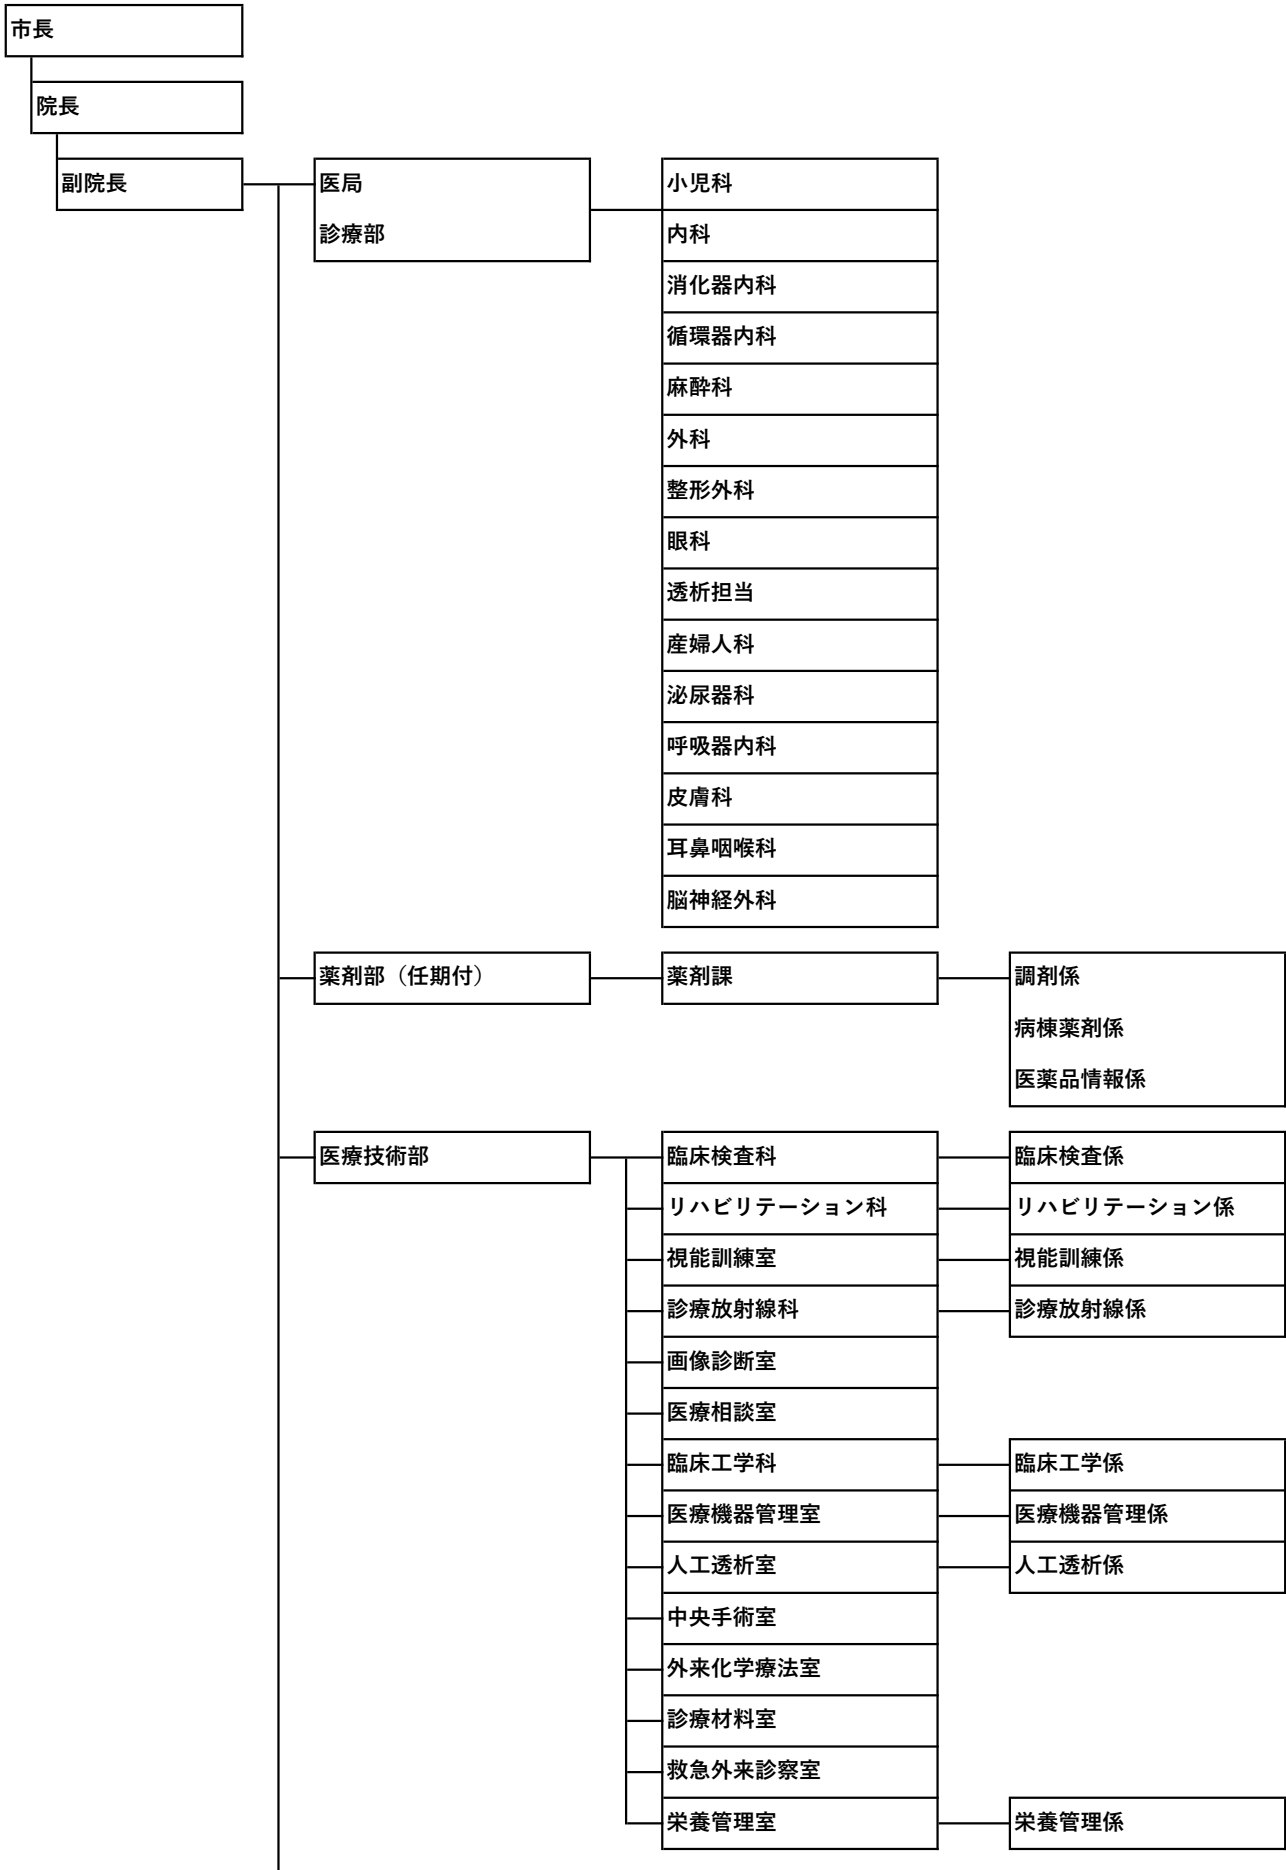 市長
院長
副院長
医局
診療部
小児科
内科
消化器内科
循環器内科
麻酔科
外科
整形外科
眼科
透析担当
産婦人科
泌尿器科
呼吸器内科
皮膚科
耳鼻咽喉科
脳神経外科
薬剤部（任期付）
薬剤課
調剤係
病棟薬剤係
医薬品情報係
医療技術部
臨床検査科
臨床検査係
リハビリテーション科
リハビリテーション係
視能訓練室
視能訓練係
診療放射線科
診療放射線係
画像診断室
医療相談室
臨床工学科
臨床工学係
医療機器管理室
医療機器管理係
人工透析室
人工透析係
中央手術室
外来化学療法室
診療材料室
救急外来診察室
栄養管理室
栄養管理係